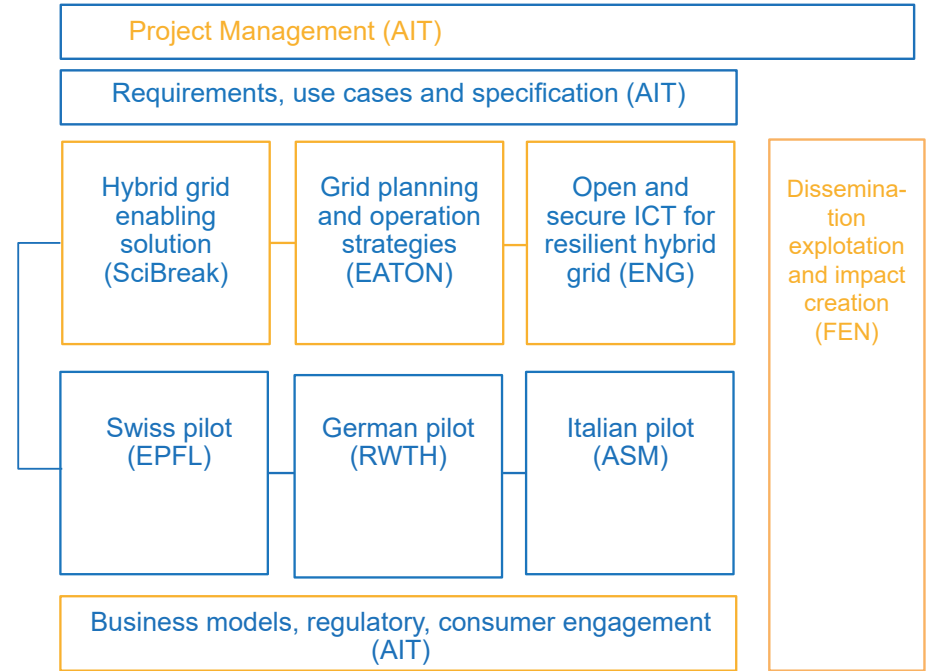 Project Management (AIT)
Requirements, use cases and specification (AIT)
Hybrid grid
enabling
solution
(SciBreak)
Grid planning
and operation
strategies
(EATON)
Open and
secure ICT for
resilient hybrid
grid (ENG)
Dissemina-
tion
explotation
and impact
creation
(FEN)
Swiss pilot
(EPFL)
German pilot
(RWTH)
Italian pilot
(ASM)
Business models, regulatory, consumer engagement
(AIT)